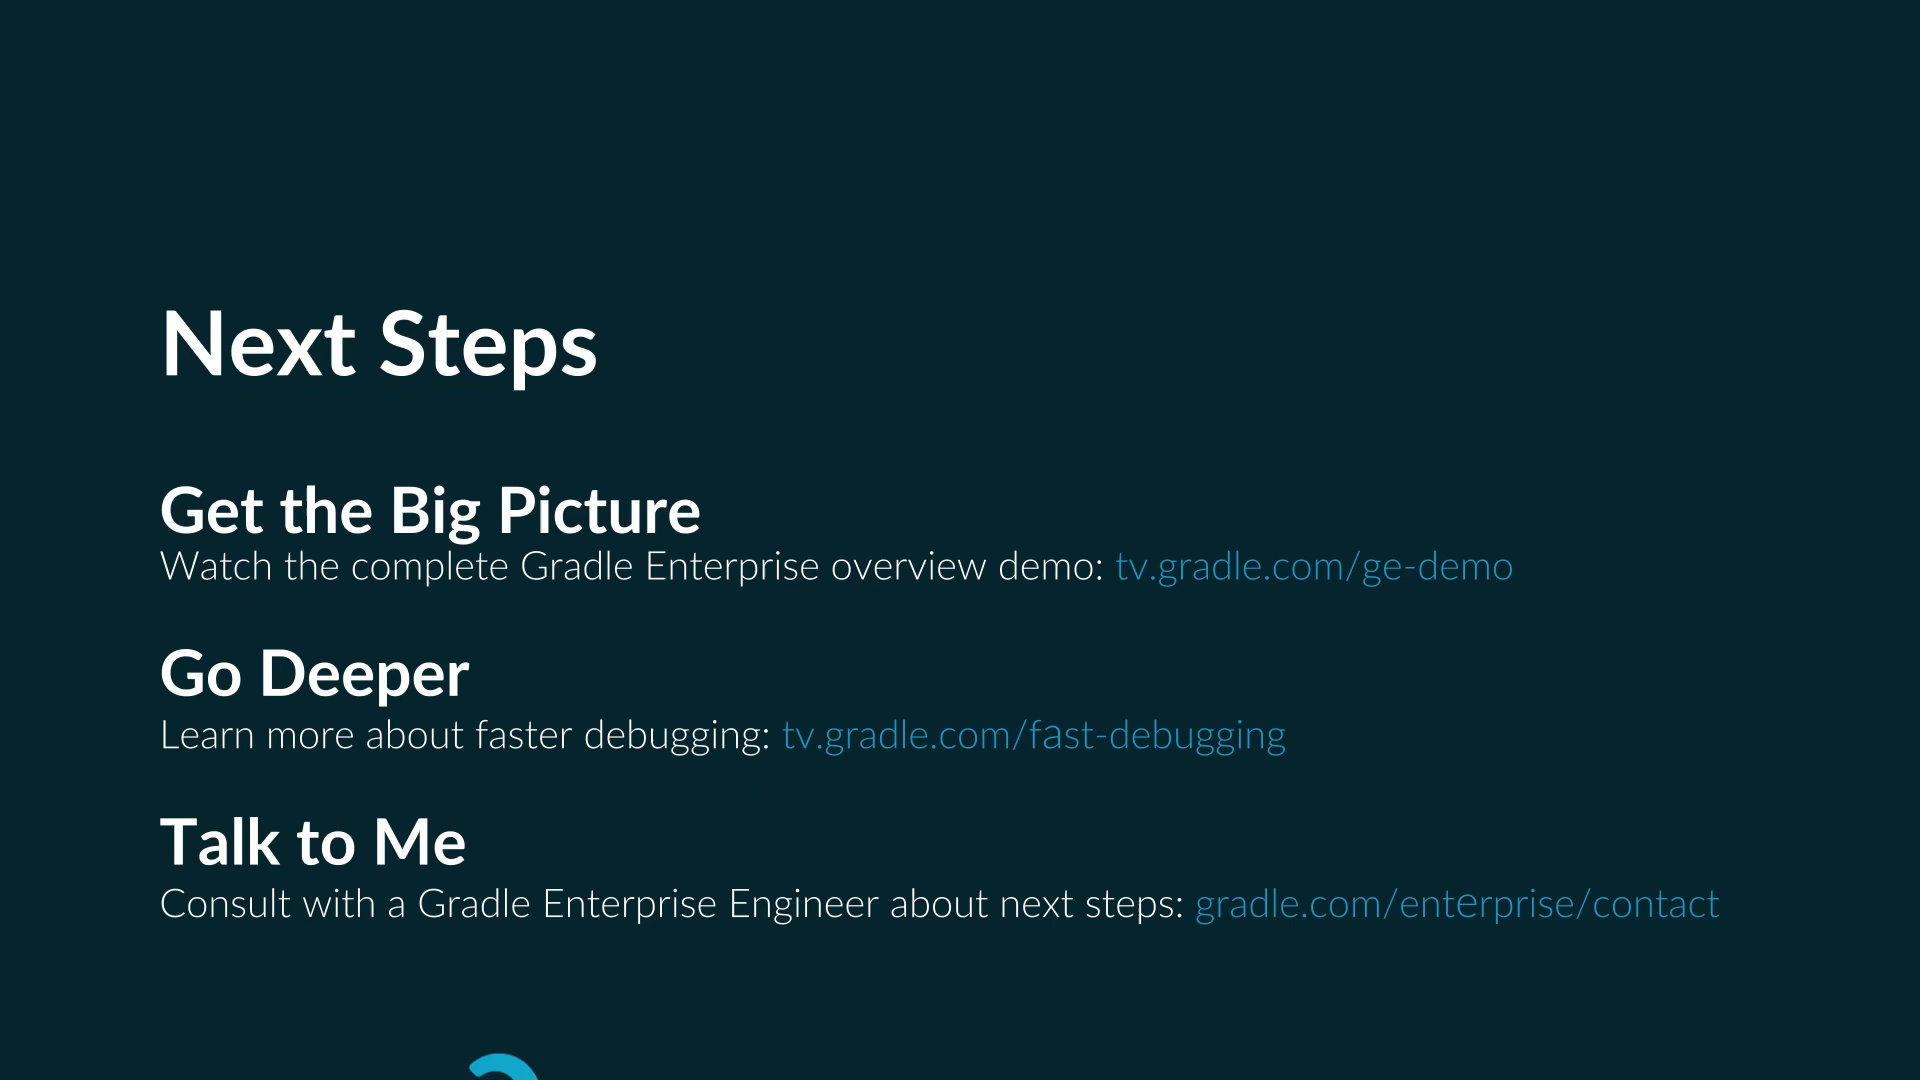 Next Steps
Get the Big Picture
Watch the complete Gradle Enterprise overview demo: tv.gradle.com/ge-demo
Go Deeper
Learn more about faster debugging: tv.gradle.com/fast-debugging
Talk to Me
Consult with a Gradle Enterprise Engineer about next steps: gradle.com/enterprise/contact